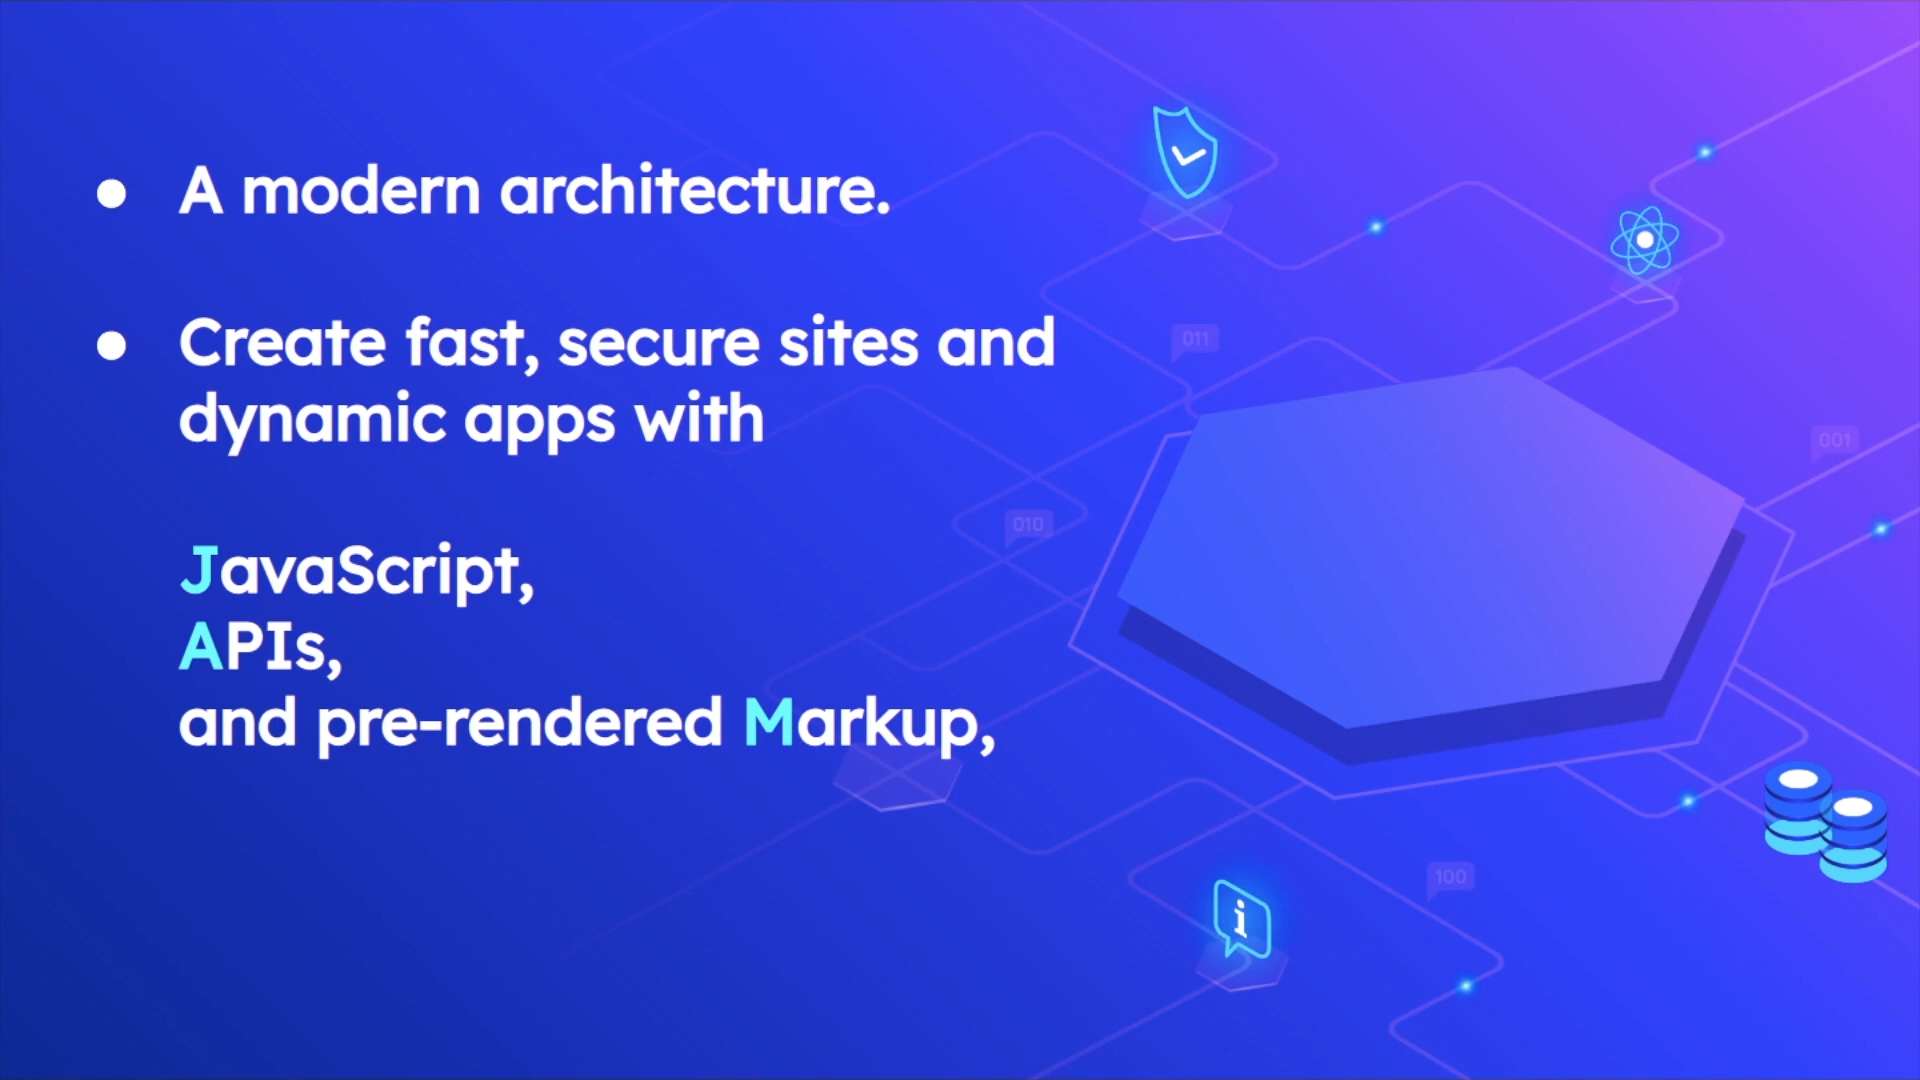 ● A modern architecture.
● Create fast, secure sites and
dynamic apps with
JavaScript,
APIs,
and pre-rendered Markup,
011
001
010
100
i